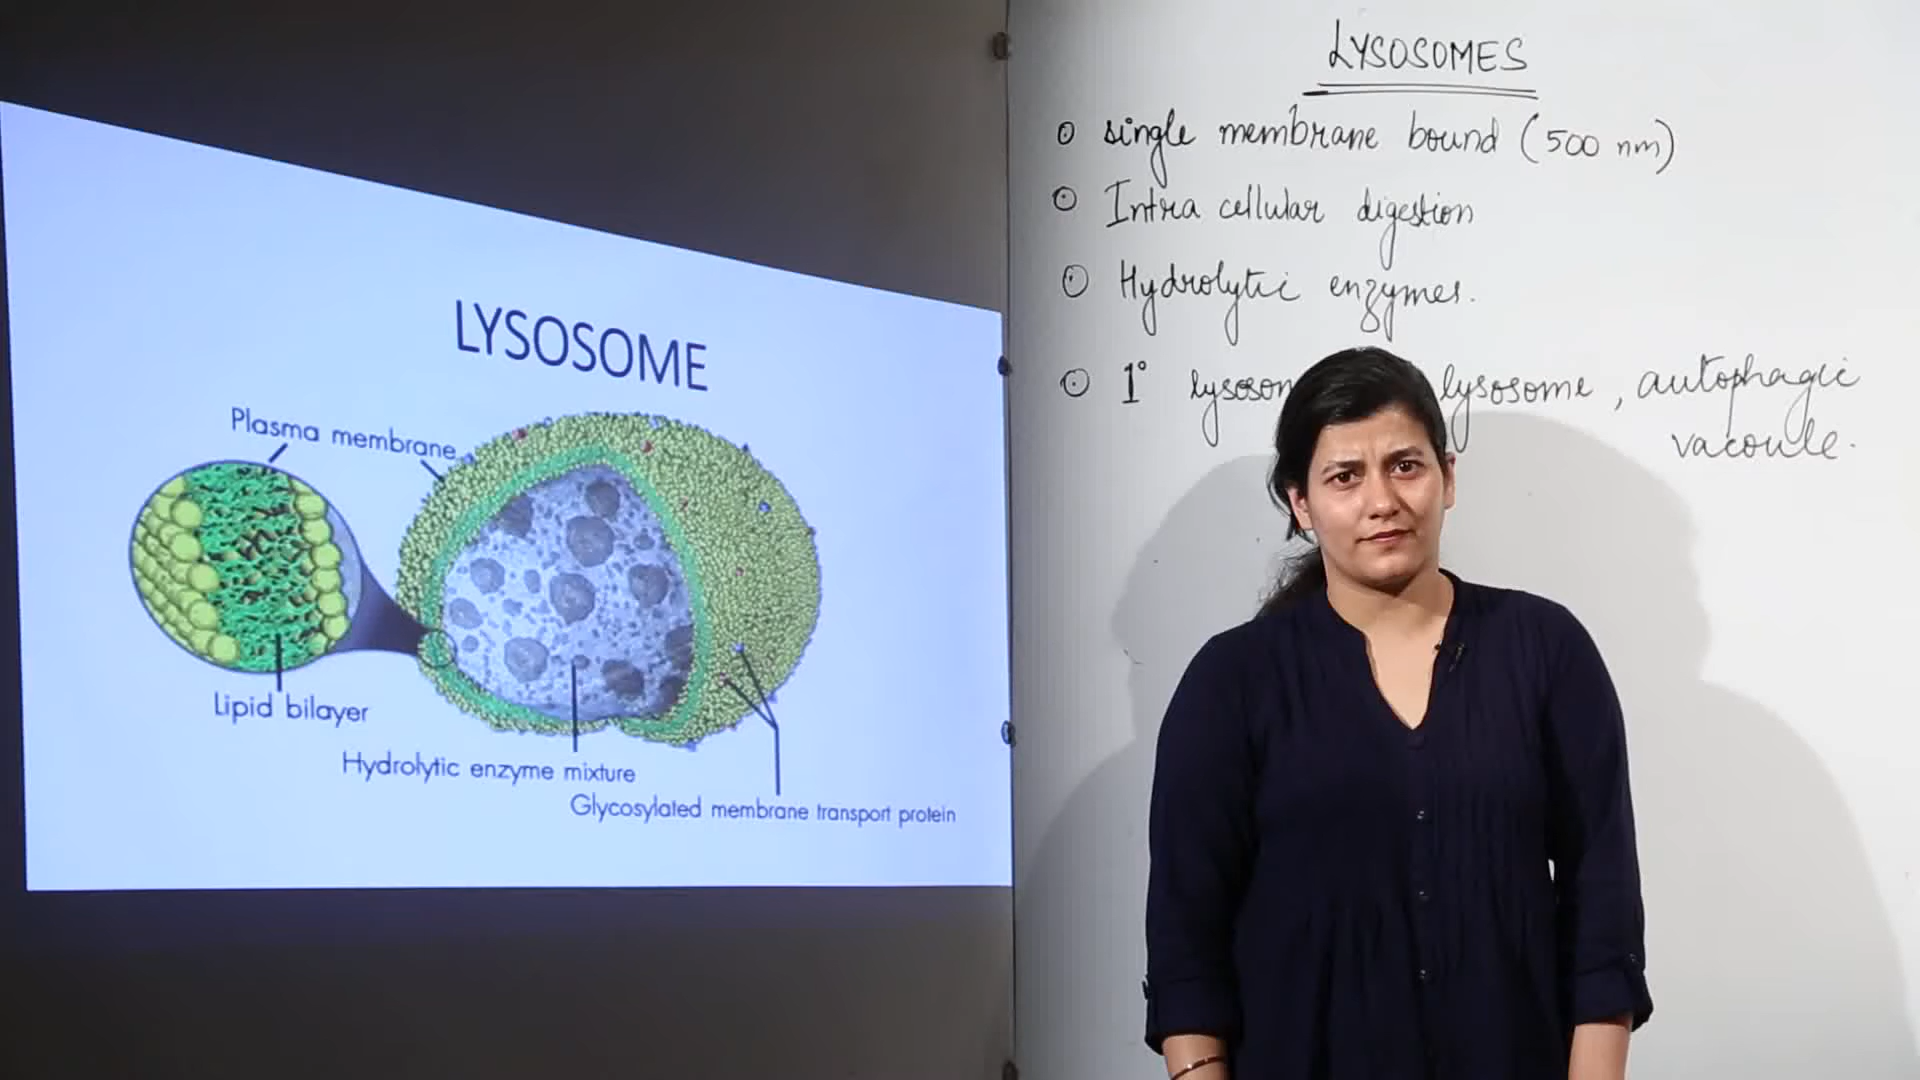 LYSOSOME
Plasma membrane
Lipid bilayer
Hydrolytic enzyme mixture
Glycosylated membrane transport protein
LYSOSOMES
single membrane bound (500 nm)
Intra cellular digestion
Hydrolytic enzymes.
1° lysosom lysosome, autophagic
vacoule.